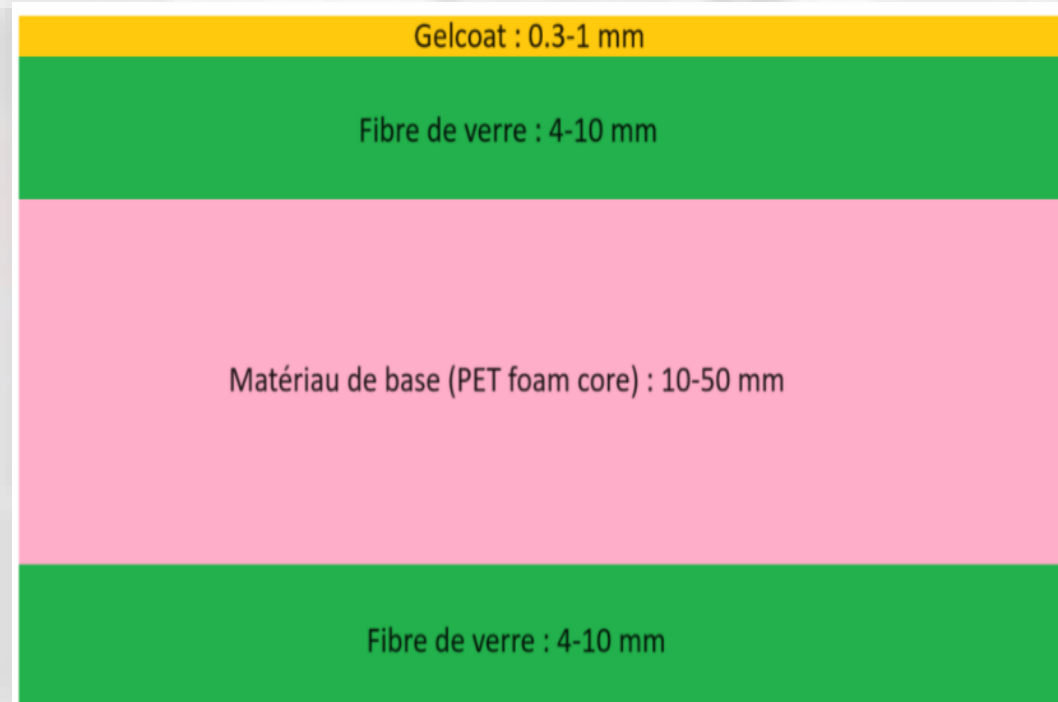 Gelcoat : 0.3-1 mm
Fibre de verre : 4-10 mm
Matériau de base (PET foam core) : 10-50 mm
Fibre de verre : 4-10 mm